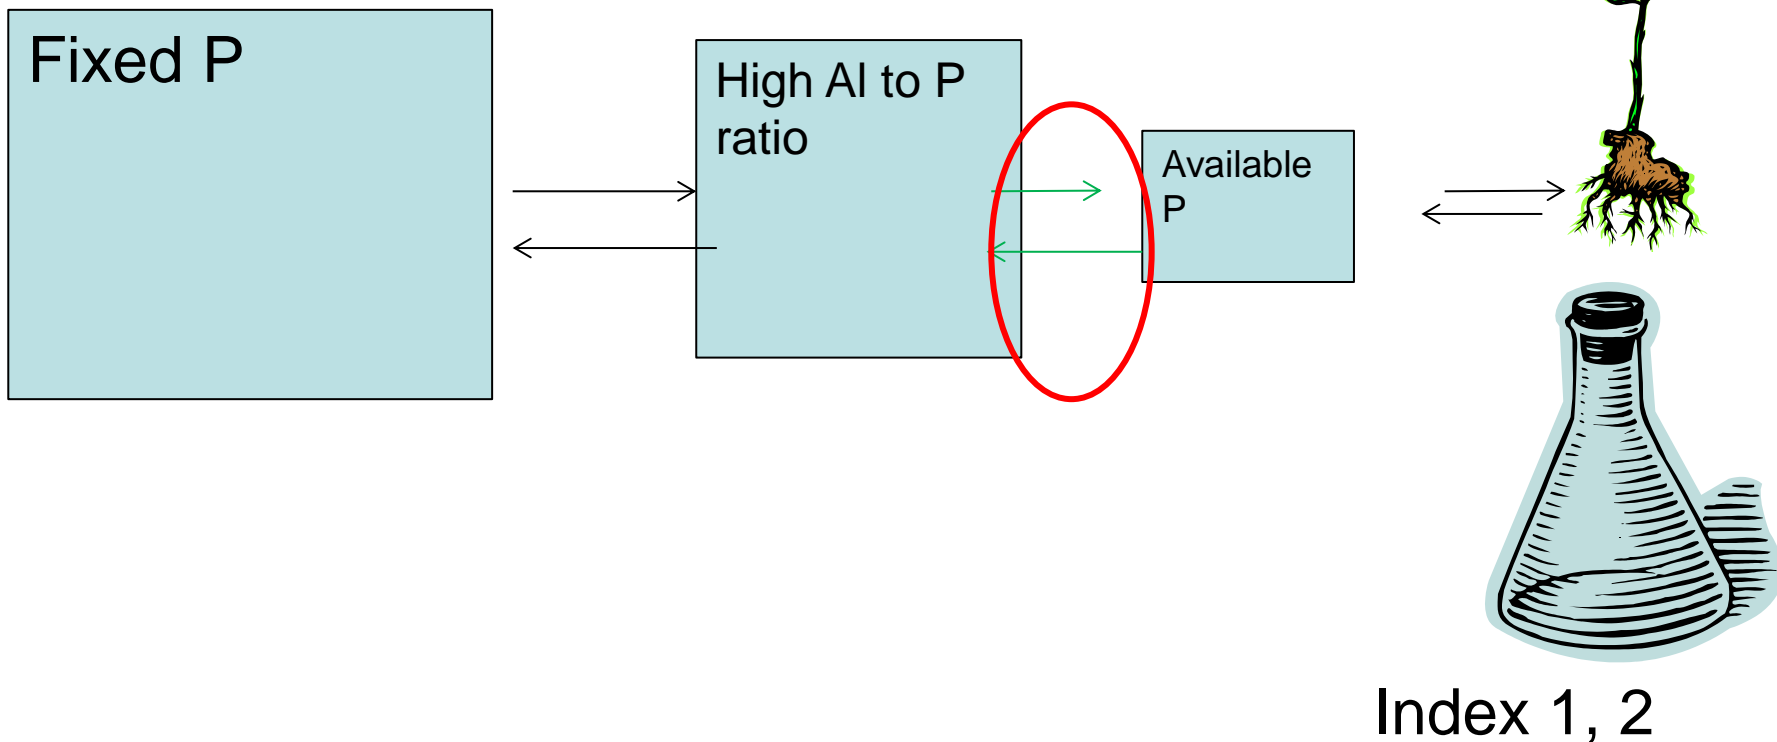 Fixed P
High Al to P
ratio
Available
P
Index 1, 2